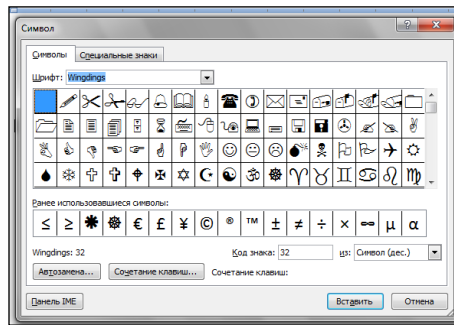 Символ
Символы Специальные знаки
Шрифт: Wingdings
Ранее использовавшиеся символы:
≤ ≥ ✱ ☸ € £ ¥ © ® ™ ± ≠ ÷ × ∞ µ α
Wingdings: 32 Код знака: 32 из: Символ (дес.)
Автозамена... Сочетание клавиш... Сочетание клавиш:
Панель IME Вставить Отмена